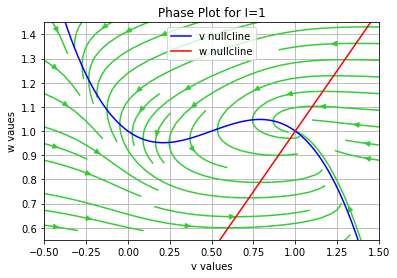 Phase Plot for I=1
v nullcline
w nullcline
w values
1.4
1.3
1.2
1.1
1.0
0.9
0.8
0.7
0.6
−0.50 −0.25 0.00 0.25 0.50 0.75 1.00 1.25 1.50
v values